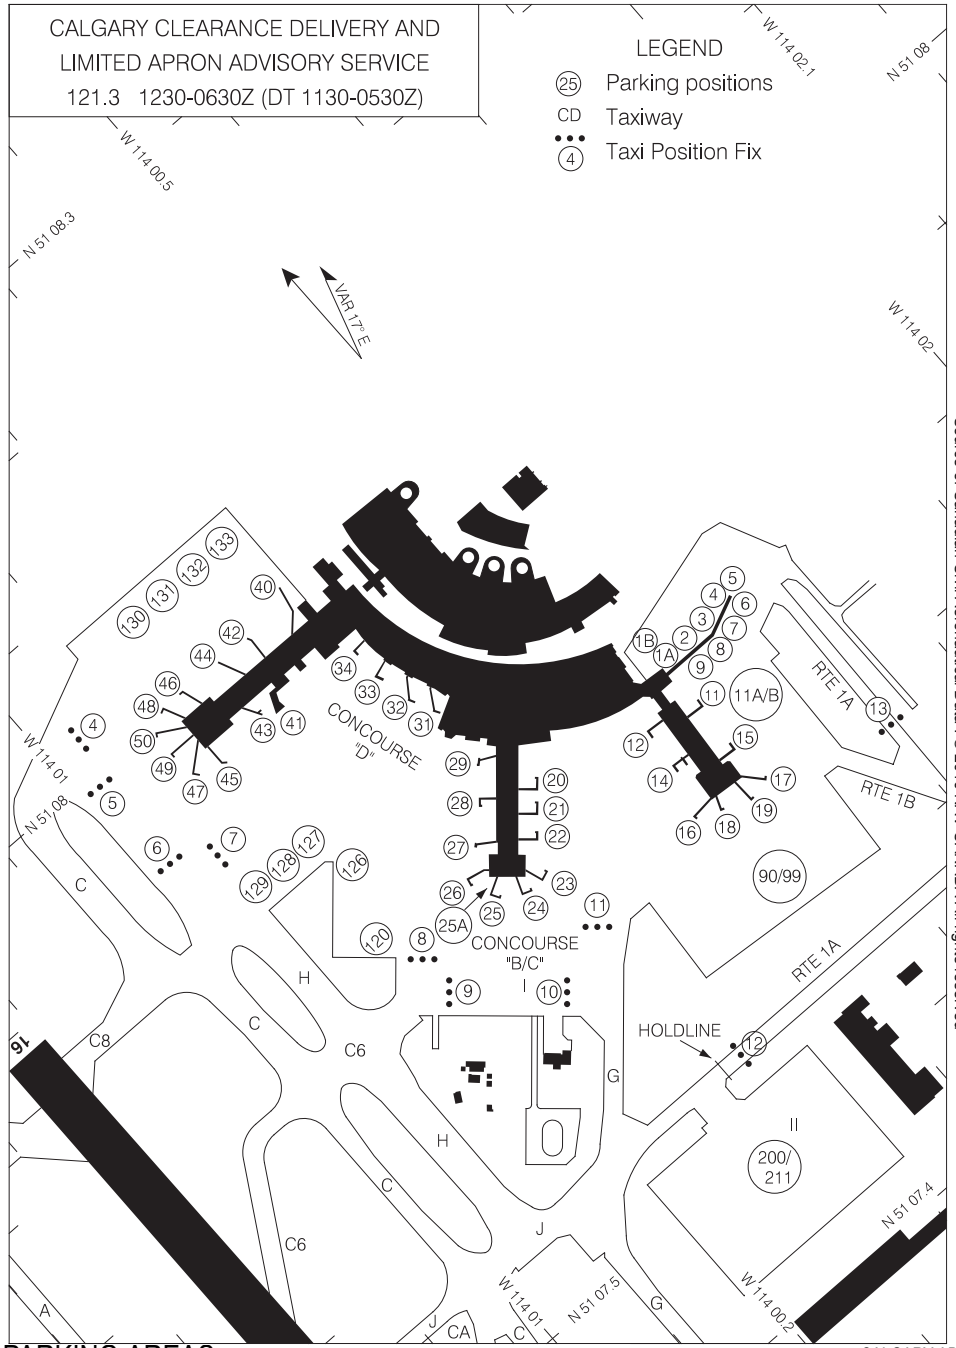 CALGARY CLEARANCE DELIVERY AND
LIMITED APRON ADVISORY SERVICE
121.3 1230-0630Z (DT 1130-0530Z)
LEGEND
25 Parking positions
CD Taxiway
4 Taxi Position Fix
W 114 02.1
N 51 08
W 114 00.5
N 51 08.3
VAR 17° E
W 114 02
133
132
131
130
40
42
44
46
48
50
49
47
45
43
41
34
33
32
31
CONCOURSE
"D"
5
4
6
3
7
2
8
1B
1A
9
11
11A/B
12
14
15
17
19
18
16
RTE 1A
13
RTE 1B
4
W 114 01
5
N 51 08
6
7
C
29
28
27
26
25A
25
24
23
22
21
20
127
128
129
126
120
8
11
90/99
CONCOURSE
"B/C"
I
9
10
RTE 1A
HOLDLINE
12
H
C
C8
C6
16
G
H
C
II
200/
211
N 51 07.4
C6
J
W 114 01
N 51 07.5
G
W 114 00.2
A
J
CA
C